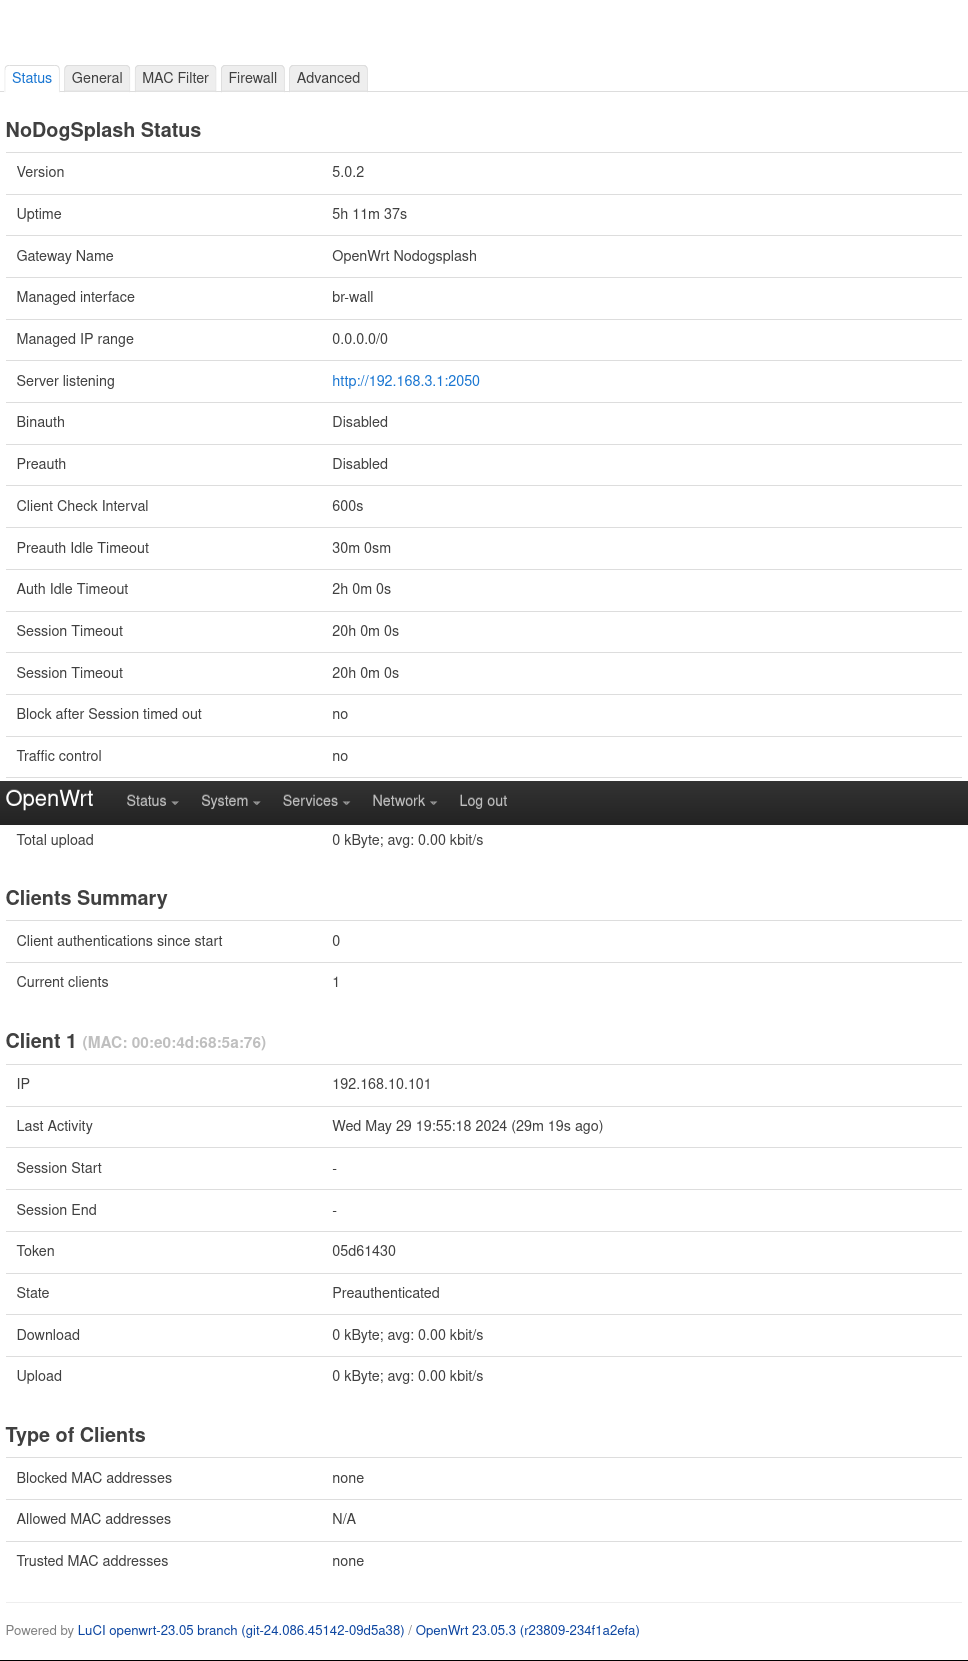 Status General MAC Filter Firewall Advanced
NoDogSplash Status
Version 5.0.2
Uptime 5h 11m 37s
Gateway Name OpenWrt Nodogsplash
Managed interface br-wall
Managed IP range 0.0.0.0/0
Server listening http://192.168.3.1:2050
Binauth Disabled
Preauth Disabled
Client Check Interval 600s
Preauth Idle Timeout 30m 0sm
Auth Idle Timeout 2h 0m 0s
Session Timeout 20h 0m 0s
Session Timeout 20h 0m 0s
Block after Session timed out no
Traffic control no
OpenWrt Status System Services Network Log out
Total upload 0 kByte; avg: 0.00 kbit/s
Clients Summary
Client authentications since start 0
Current clients 1
Client 1 (MAC: 00:e0:4d:68:5a:76)
IP 192.168.10.101
Last Activity Wed May 29 19:55:18 2024 (29m 19s ago)
Session Start -
Session End -
Token 05d61430
State Preauthenticated
Download 0 kByte; avg: 0.00 kbit/s
Upload 0 kByte; avg: 0.00 kbit/s
Type of Clients
Blocked MAC addresses none
Allowed MAC addresses N/A
Trusted MAC addresses none
Powered by LuCI openwrt-23.05 branch (git-24.086.45142-09d5a38) / OpenWrt 23.05.3 (r23809-234f1a2efa)